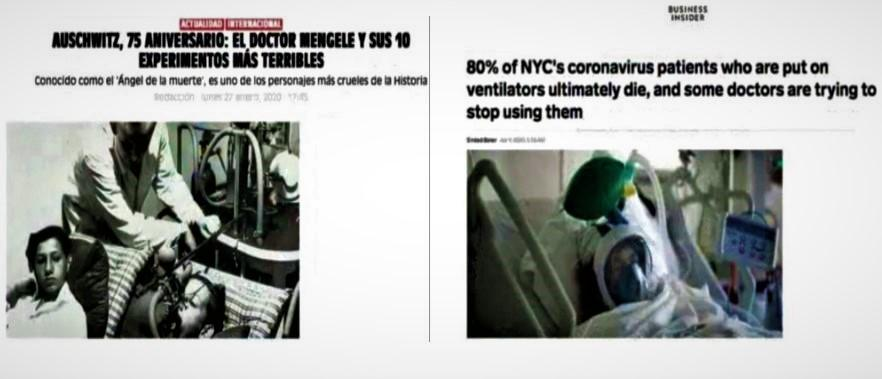 ACTUALIDAD INTERNACIONAL
AUSCHWITZ, 75 ANIVERSARIO: EL DOCTOR MENGELE Y SUS 10
EXPERIMENTOS MÁS TERRIBLES
Conocido como el 'Ángel de la muerte', es uno de los personajes más crueles de la Historia
Redacción lunes 27 enero, 2020 - 17:45
BUSINESS
INSIDER
80% of NYC's coronavirus patients who are put on
ventilators ultimately die, and some doctors are trying to
stop using them